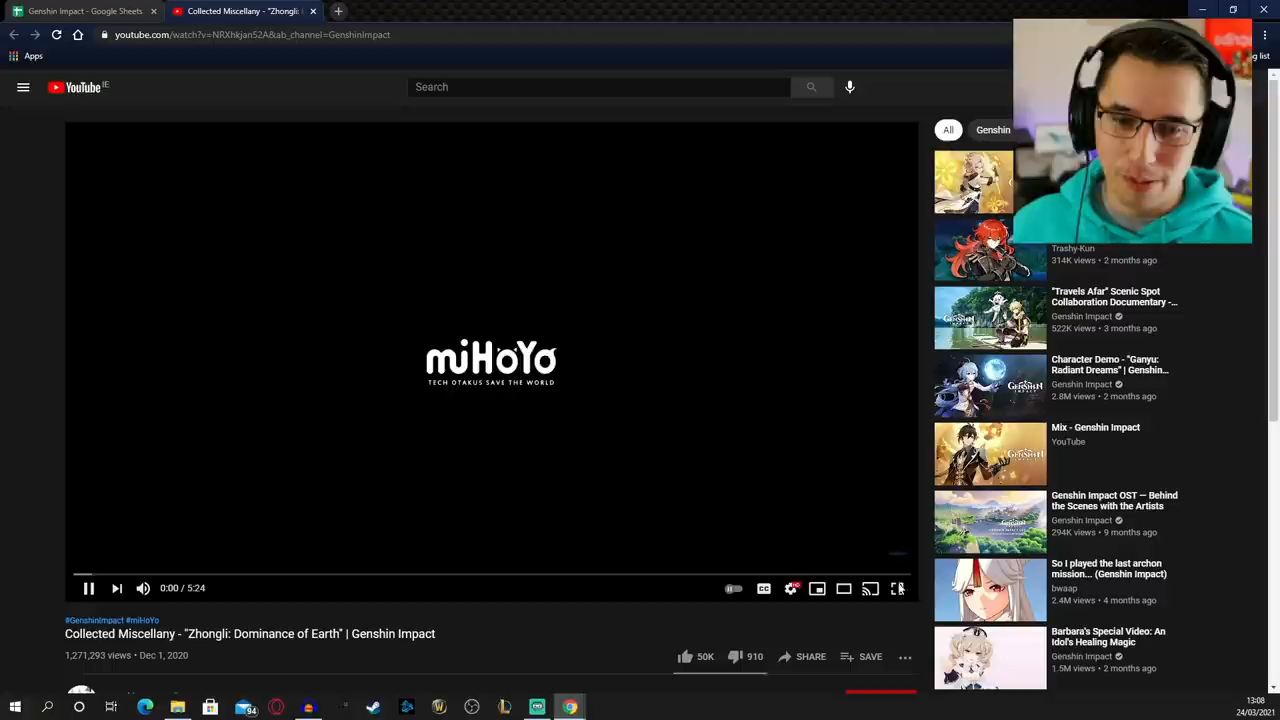 Genshin Impact - Google Sheets
Collected Miscellany - "Zhongli:
youtube.com/watch?v=NRXhkjan52A&ab_channel=GenshinImpact
Apps
g list
YouTube IE
Search
All
Genshin
miHoYo
TECH OTAKUS SAVE THE WORLD
Trashy-Kun
314K views • 2 months ago
"Travels Afar" Scenic Spot
Collaboration Documentary -...
Genshin Impact
522K views • 3 months ago
Character Demo - "Ganyu:
Radiant Dreams" | Genshin...
Genshin Impact
2.8M views • 2 months ago
Mix - Genshin Impact
YouTube
Genshin Impact OST — Behind
the Scenes with the Artists
Genshin Impact
294K views • 9 months ago
So I played the last archon
mission... (Genshin Impact)
bwaap
2.4M views • 4 months ago
Barbara's Special Video: An
Idol's Healing Magic
Genshin Impact
1.5M views • 2 months ago
0:00 / 5:24
CC
HD
#GenshinImpact #miHoYo
Collected Miscellany - "Zhongli: Dominance of Earth" | Genshin Impact
1,271,293 views • Dec 1, 2020
50K
910
SHARE
SAVE
13:08
24/03/2021